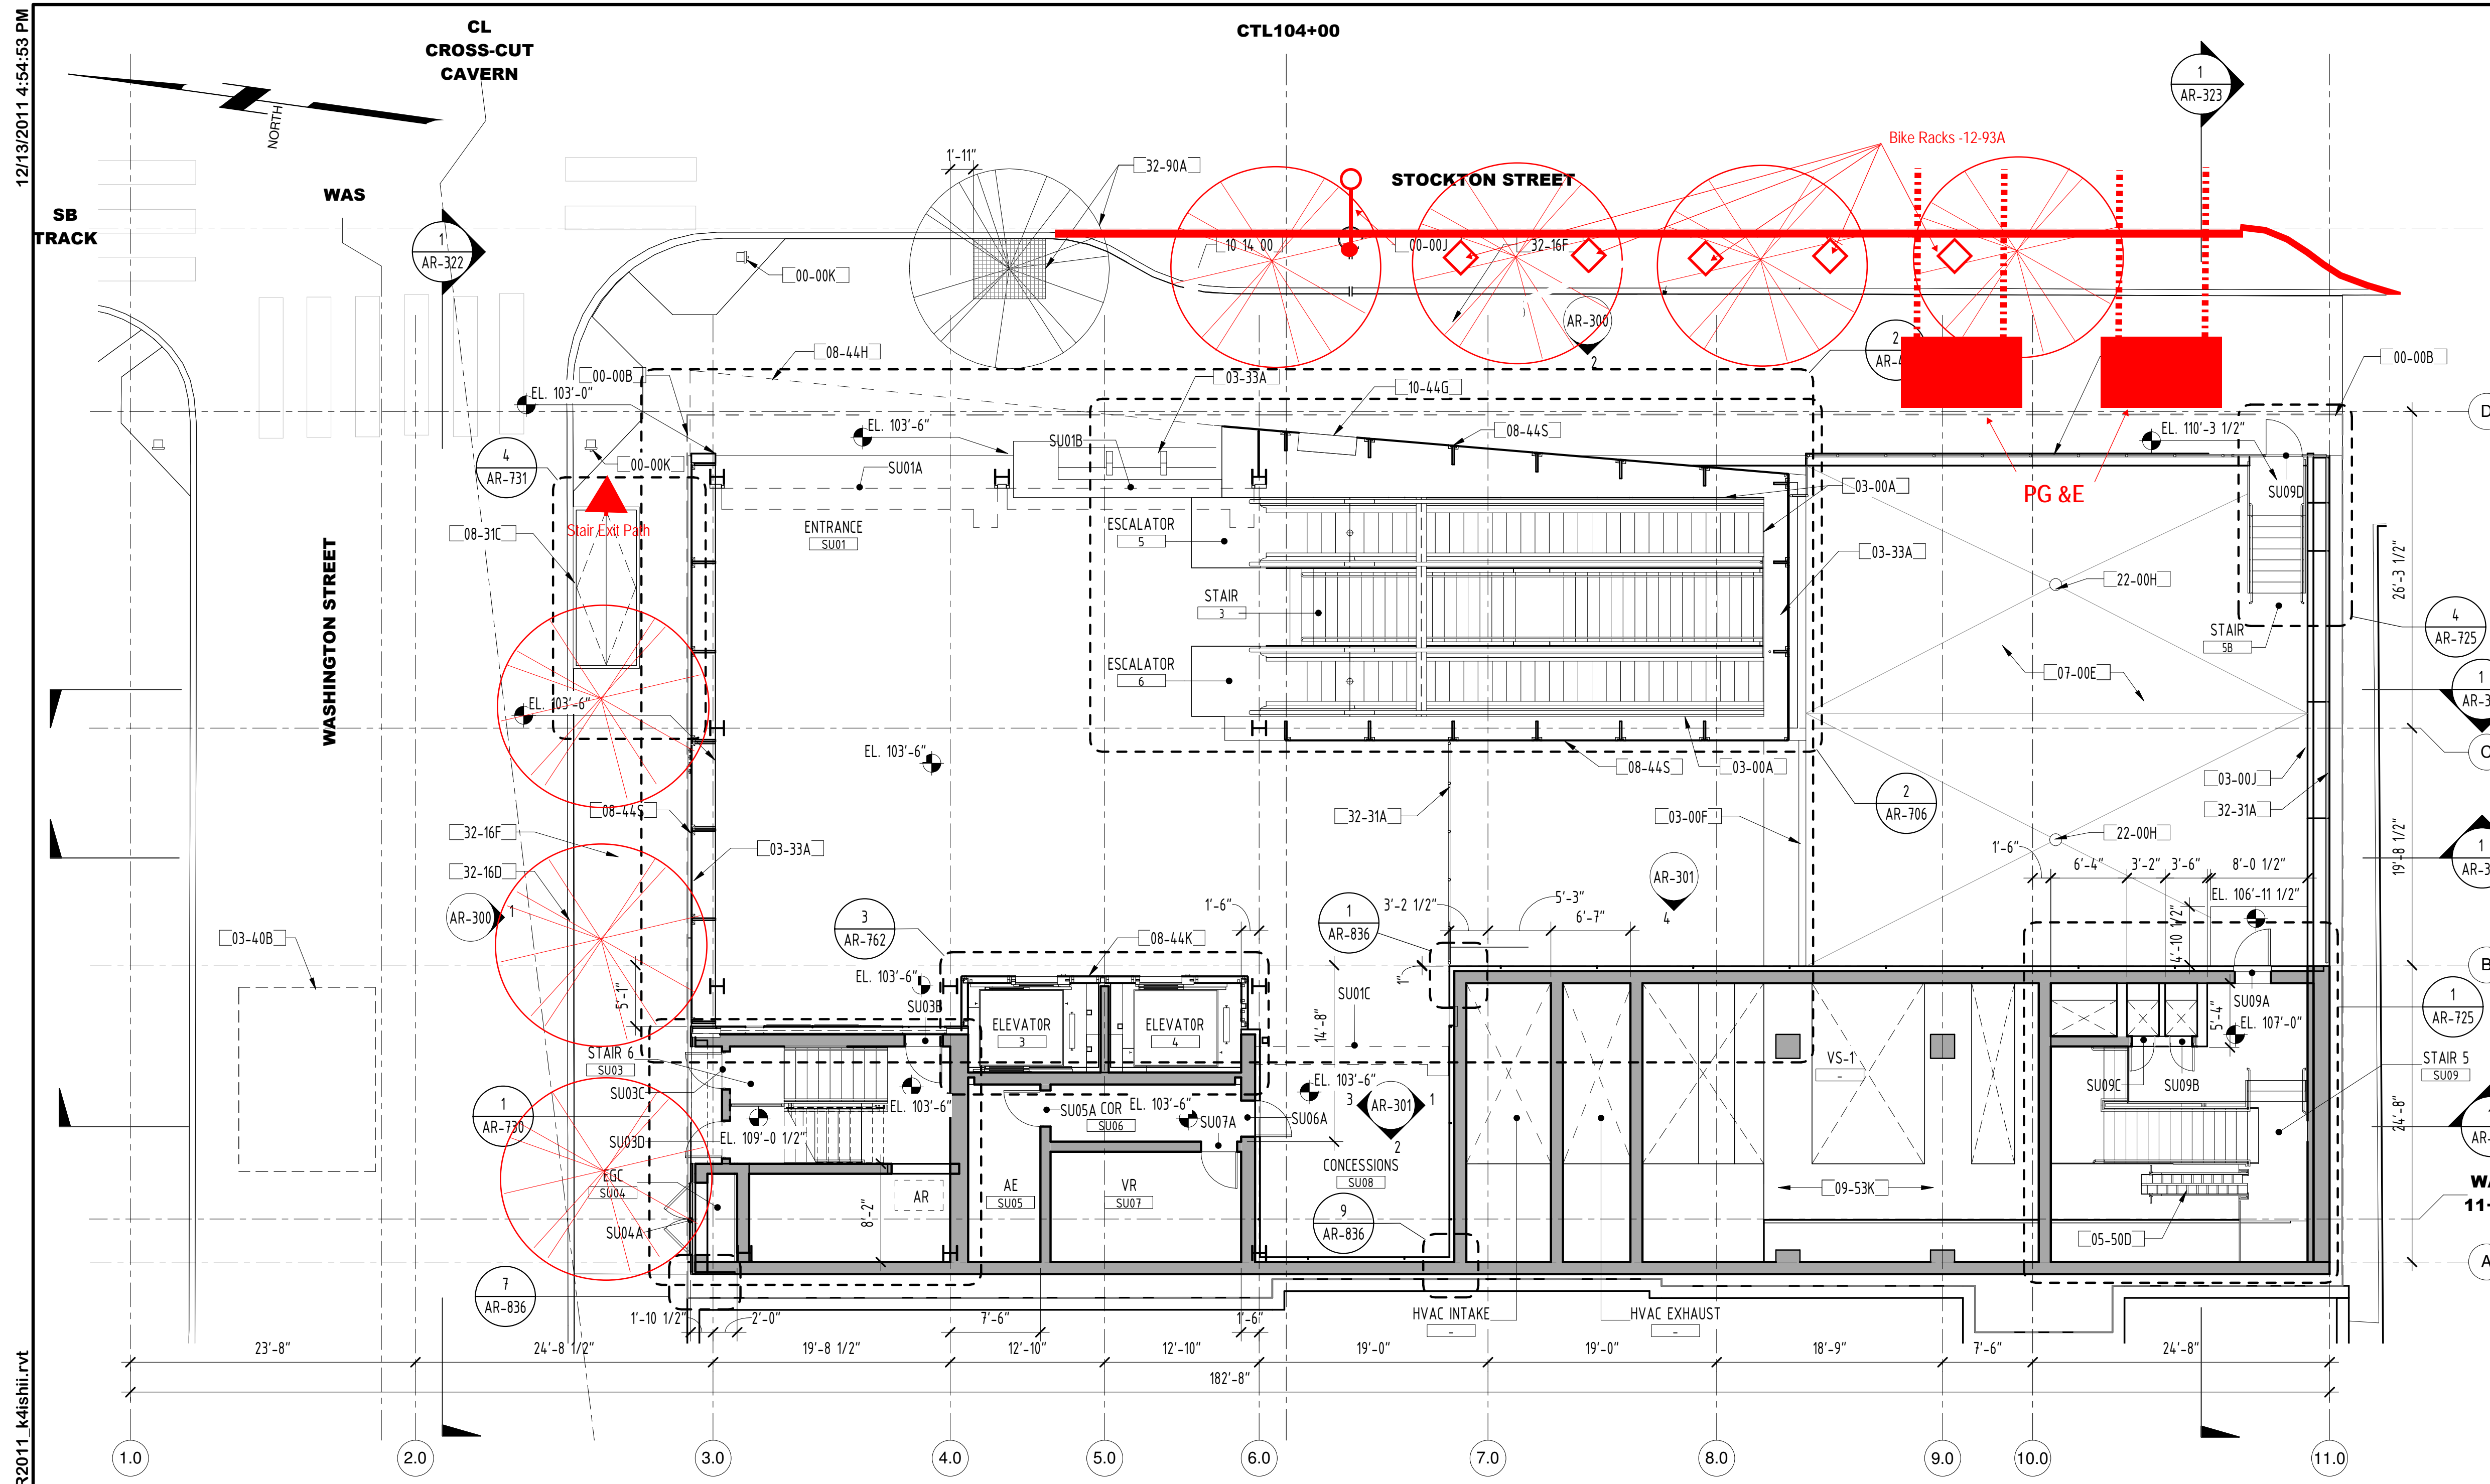 12/13/2011 4:54:53 PM
CL
CROSS-CUT
CAVERN
CTL104+00
1
AR-323
NORTH
Bike Racks -12-93A
1'-11"
32-90A
STOCKTON STREET
WAS
SB
TRACK
1
AR-322
10 14 00
00-00J
32-16F
00-00K
AR-300
2
2
08-44H
00-00B
00-00B
03-33A
10-44G
EL. 103'-0"
D
EL. 103'-6"
SU01B
08-44S
EL. 110'-3 1/2"
4
AR-731
00-00K
SU01A
03-00A
SU09D
PG &E
08-31C
Stair Exit Path
ENTRANCE
SU01
ESCALATOR
5
03-33A
26'-3 1/2"
22-00H
WASHINGTON STREET
STAIR
3
STAIR
5B
4
AR-725
ESCALATOR
6
07-00E
1
EL. 103'-6"
EL. 103'-6"
08-44S
03-00A
03-00J
32-31A
C
08-44S
32-31A
03-00F
2
AR-706
22-00H
32-16F
03-33A
19'-8 1/2"
1
32-16D
1'-6"
6'-4"
3'-2"
3'-6"
8'-0 1/2"
AR-300
1
3
AR-762
1'-6"
1
AR-836
3'-2 1/2"
5'-3"
6'-7"
AR-301
4
EL. 106'-11 1/2"
4'-10 1/2"
03-40B
08-44K
B
EL. 103'-6"
5'-1"
SU03B
1"
SU01C
SU09A
1
AR-725
ELEVATOR
3
ELEVATOR
4
14'-8"
5'-4"
EL. 107'-0"
STAIR 6
SU03
VS-1
-
STAIR 5
SU09
SU03C
SU09C
SU09B
EL. 103'-6"
EL. 103'-6"
3
AR-301
1
2
1
AR-730
SU05A
COR
SU06
EL. 103'-6"
SU07A
SU06A
24'-8"
SU03D
EL. 109'-0 1/2"
EGC
SU04
AR
AE
SU05
VR
SU07
CONCESSIONS
SU08
09-53K
8'-2"
SU04A
9
AR-836
05-50D
A
7
AR-836
1'-10 1/2"
2'-0"
7'-6"
1'-6"
HVAC INTAKE
-
HVAC EXHAUST
-
23'-8"
24'-8 1/2"
19'-8 1/2"
12'-10"
12'-10"
19'-0"
19'-0"
18'-9"
7'-6"
24'-8"
182'-8"
R2011_k4ishii.rvt
1.0
2.0
3.0
4.0
5.0
6.0
7.0
8.0
9.0
10.0
11.0